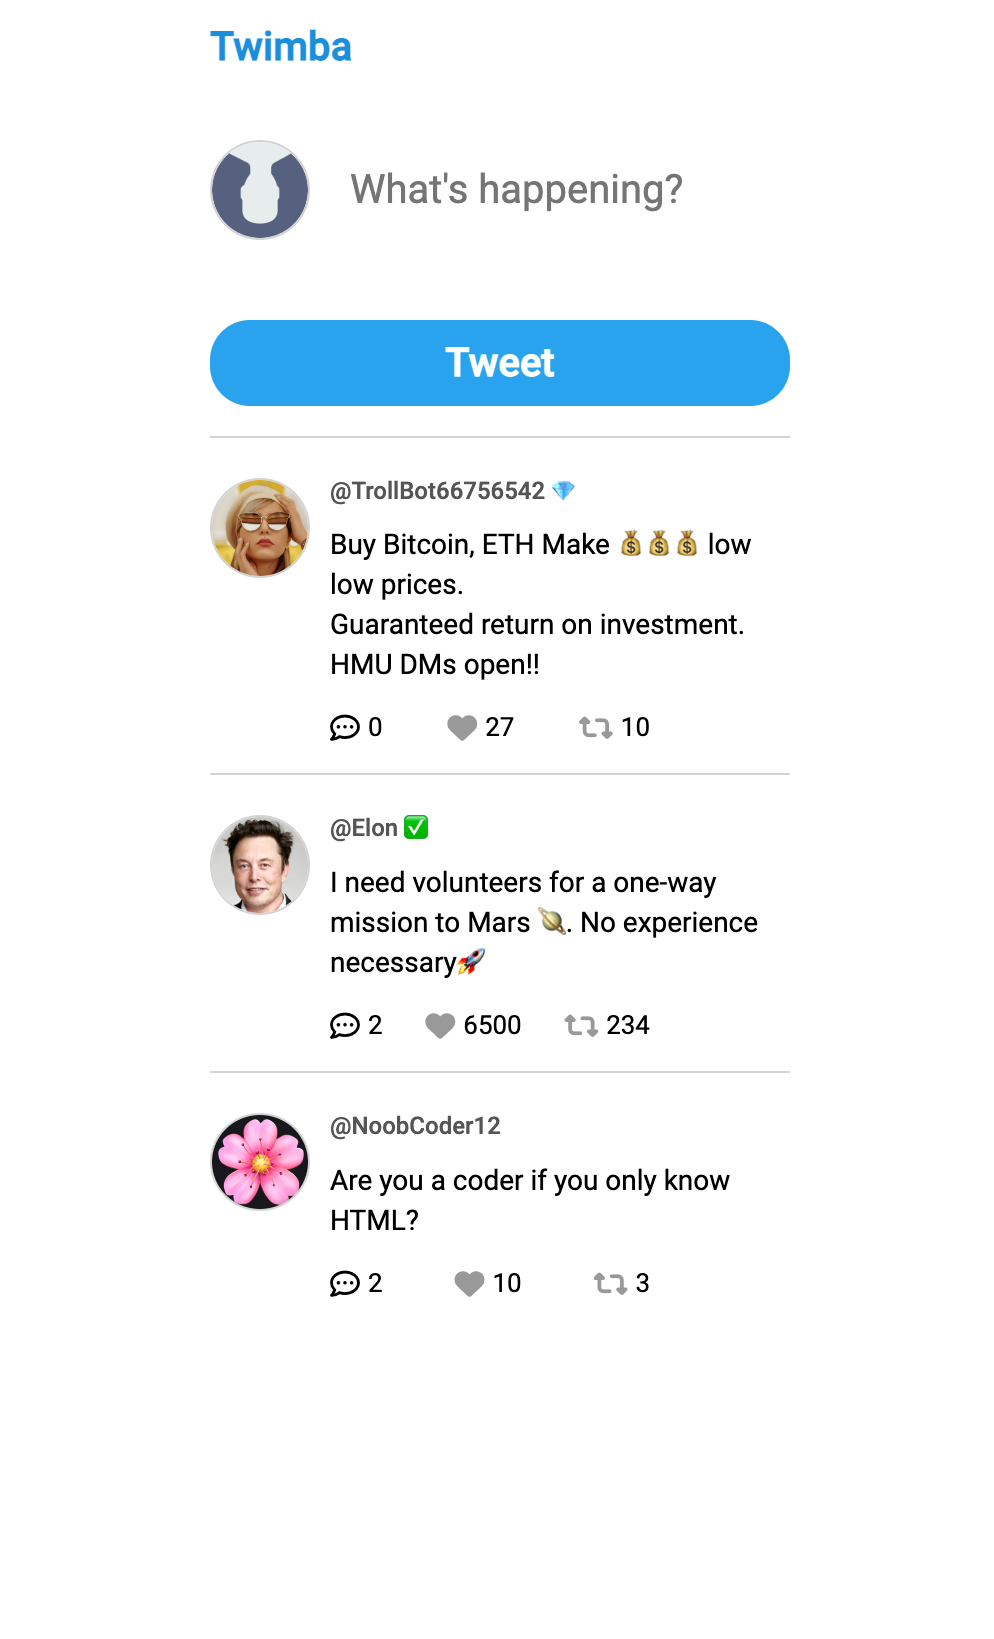 Twimba
What's happening?
Tweet
@TrollBot66756542 💎
Buy Bitcoin, ETH Make 💰💰💰 low
low prices.
Guaranteed return on investment.
HMU DMs open!!
0 27 10
@Elon ✅
I need volunteers for a one-way
mission to Mars 🪐. No experience
necessary🚀
2 6500 234
@NoobCoder12
Are you a coder if you only know
HTML?
2 10 3